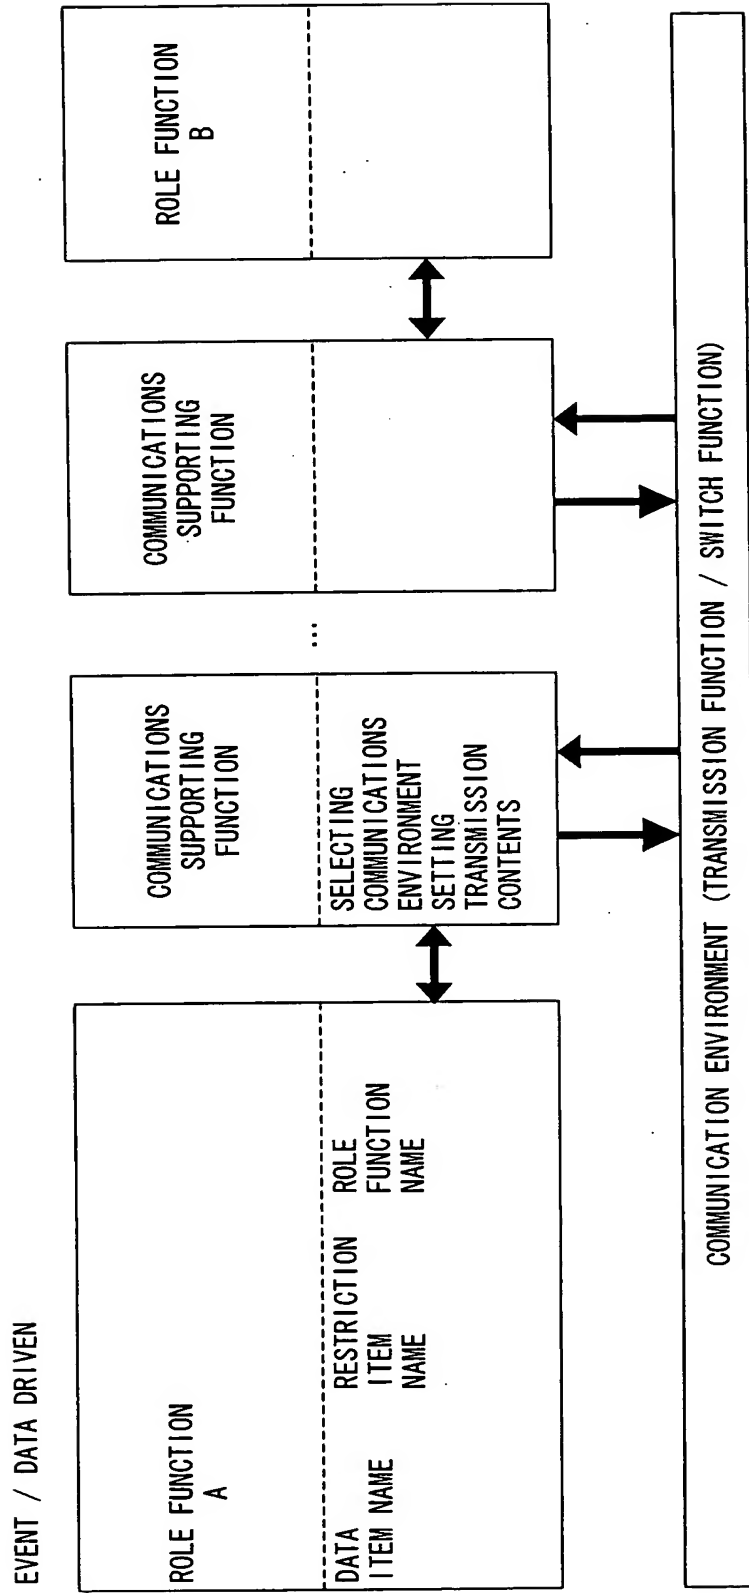 EVENT / DATA DRIVEN
ROLE FUNCTION
A
DATA
ITEM NAME
RESTRICTION
ITEM
NAME
ROLE
FUNCTION
NAME
COMMUNICATIONS
SUPPORTING
FUNCTION
SELECTING
COMMUNICATIONS
ENVIRONMENT
SETTING
TRANSMISSION
CONTENTS
...
COMMUNICATIONS
SUPPORTING
FUNCTION
ROLE FUNCTION
B
COMMUNICATION ENVIRONMENT (TRANSMISSION FUNCTION / SWITCH FUNCTION)